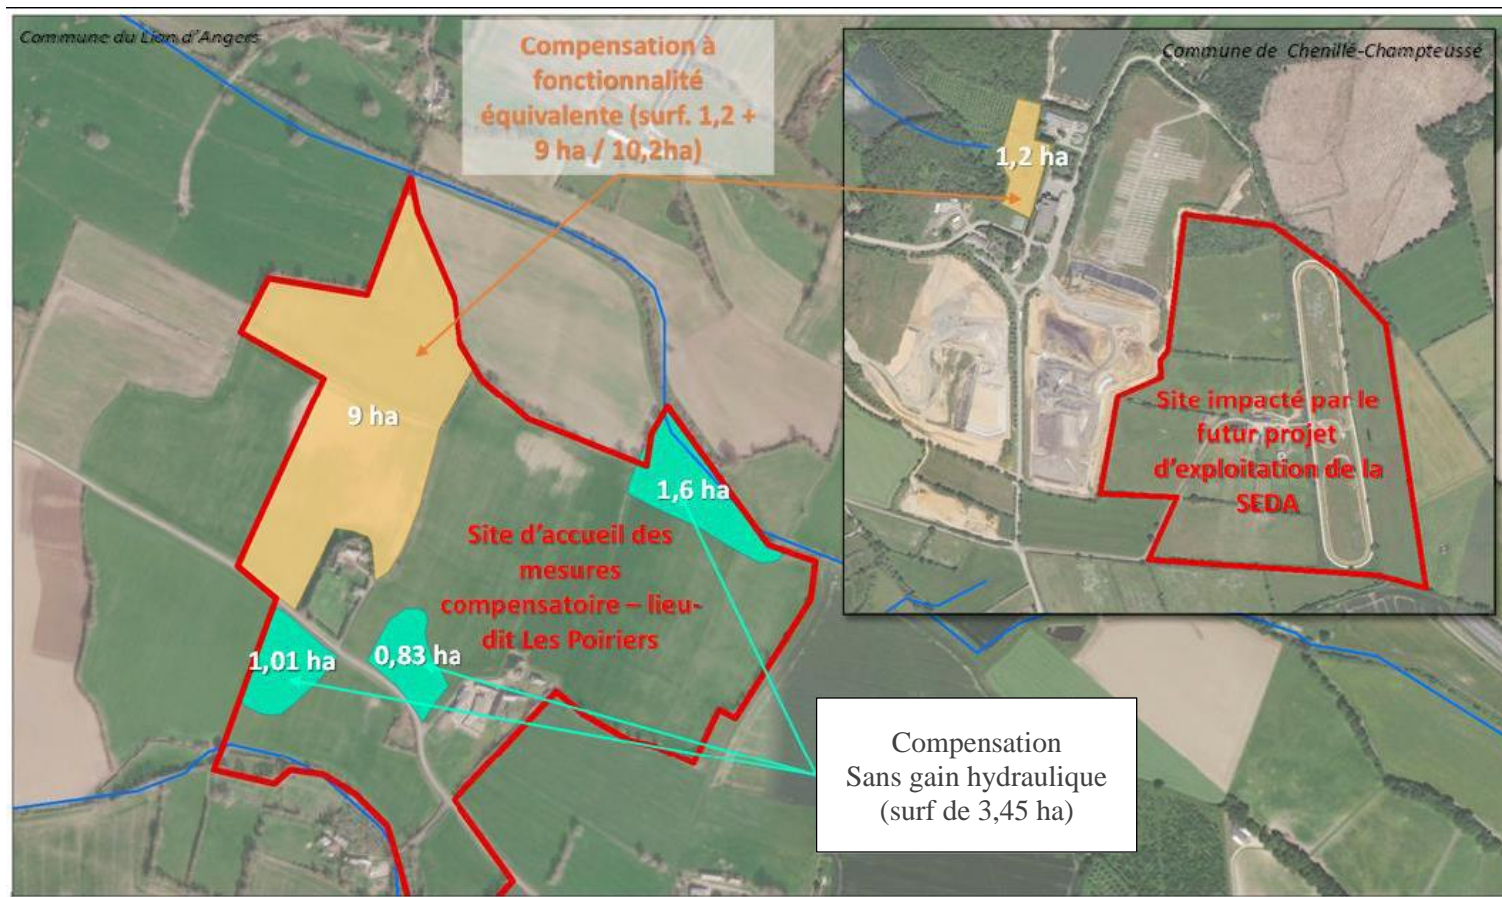 Commune du Lion d'Angers
Compensation à
fonctionnalité
équivalente (surf. 1,2 +
9 ha / 10,2ha)
Commune de Chenillé-Champteussé
1,2 ha
9 ha
1,6 ha
Site impacté par le
futur projet
d'exploitation de la
SEDA
Site d'accueil des
mesures
compensatoire – lieu-
dit Les Poiriers
1,01 ha
0,83 ha
Compensation
Sans gain hydraulique
(surf de 3,45 ha)